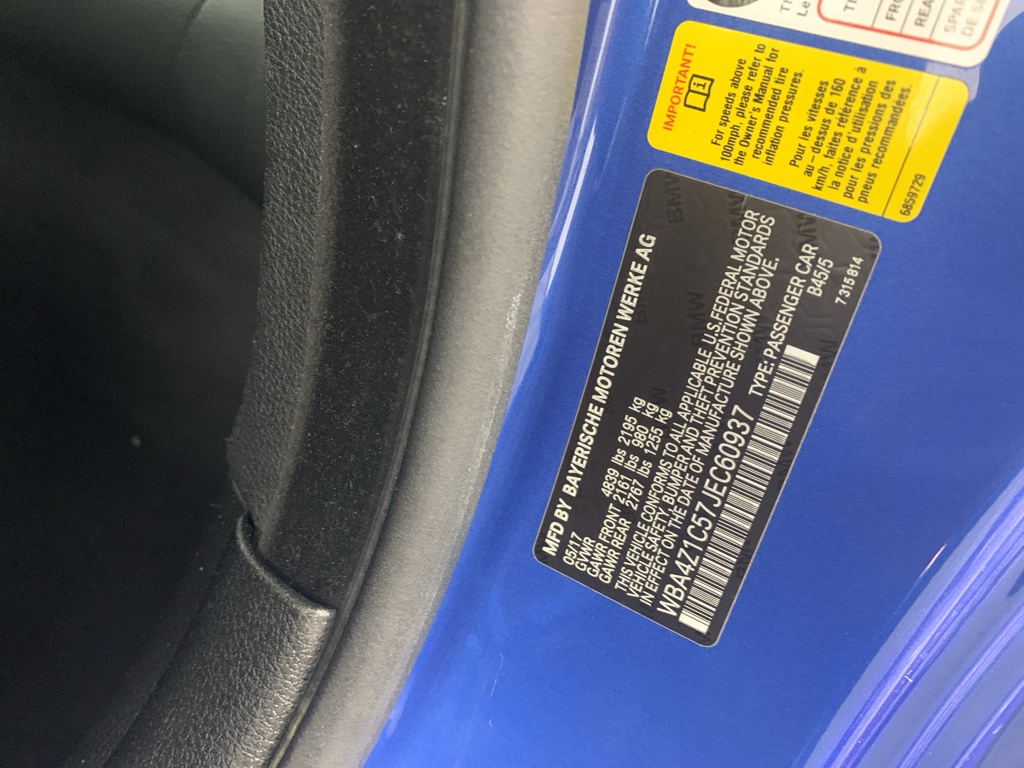 MFD BY BAYERISCHE MOTOREN WERKE AG
05/17
GVWR 4839 lbs 2195 kg
GAWR FRONT 2161 lbs 980 kg
GAWR REAR 2767 lbs 1255 kg
THIS VEHICLE CONFORMS TO ALL APPLICABLE U.S. FEDERAL MOTOR
VEHICLE SAFETY, BUMPER AND THEFT PREVENTION STANDARDS
IN EFFECT ON THE DATE OF MANUFACTURE SHOWN ABOVE.
WBA4Z1C57JEC60937 TYPE: PASSENGER CAR
B45/5
7315 814
IMPORTANT!
i
For speeds above
100mph, please refer to
the Owner's Manual for
recommended tire
inflation pressures.
Pour les vitesses
au - dessus de 160
km/h, faites référence à
la notice d'utilisation
pour les pressions des
pneus recommandées.
6859729